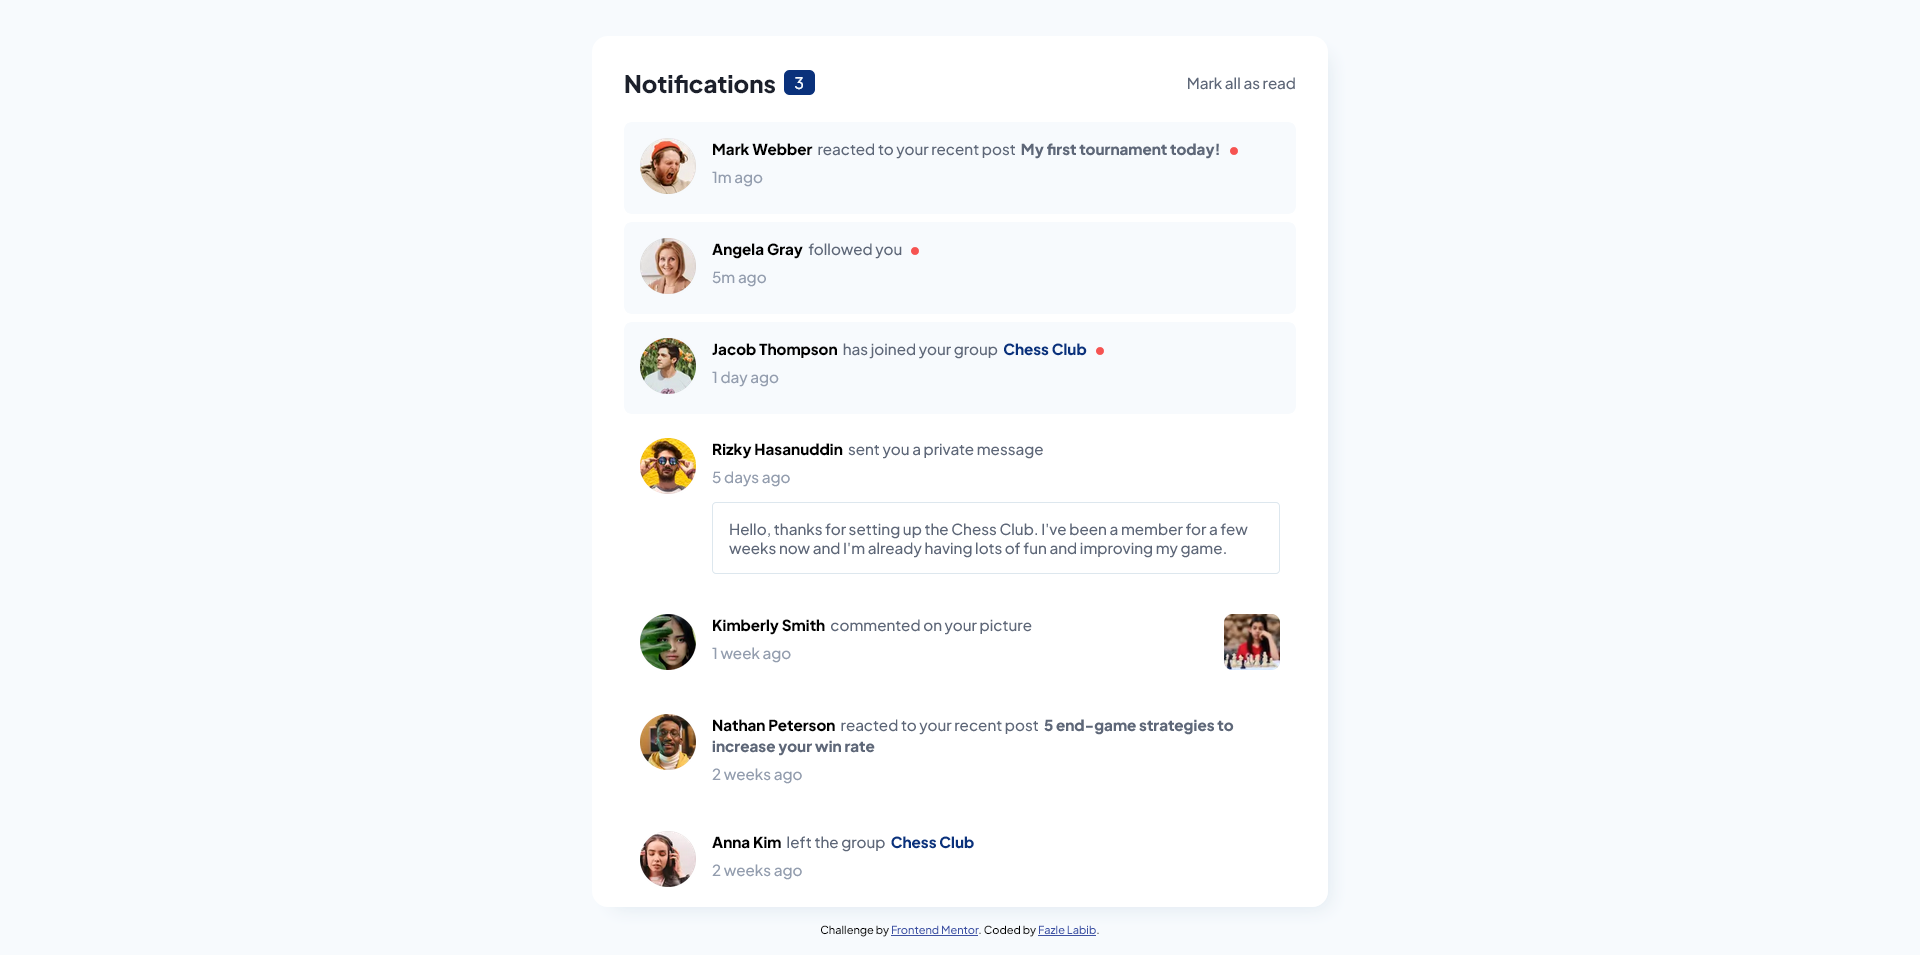 Notifications 3 Mark all as read
Mark Webber reacted to your recent post My first tournament today!
1m ago
Angela Gray followed you
5m ago
Jacob Thompson has joined your group Chess Club
1 day ago
Rizky Hasanuddin sent you a private message
5 days ago
Hello, thanks for setting up the Chess Club. I've been a member for a few
weeks now and I'm already having lots of fun and improving my game.
Kimberly Smith commented on your picture
1 week ago
Nathan Peterson reacted to your recent post 5 end-game strategies to
increase your win rate
2 weeks ago
Anna Kim left the group Chess Club
2 weeks ago
Challenge by Frontend Mentor. Coded by Fazle Labib.